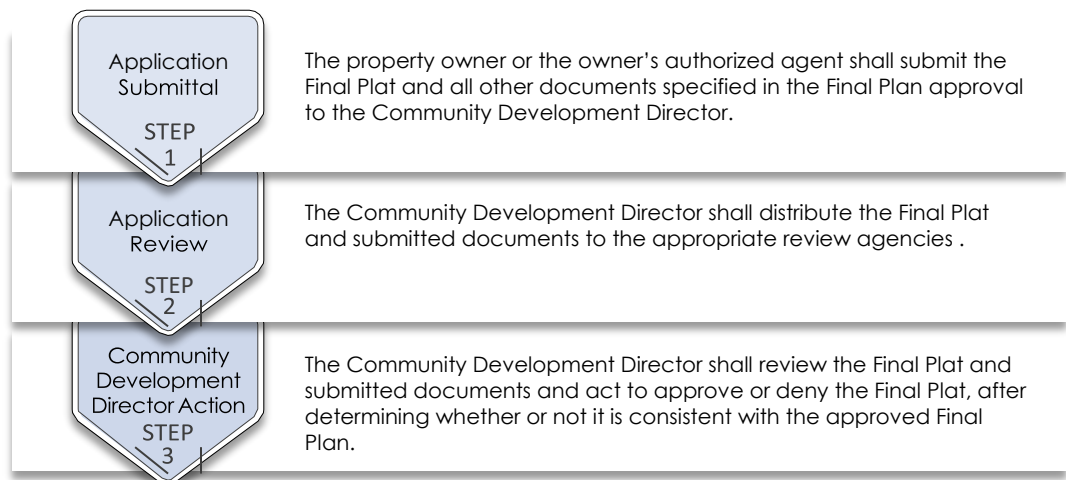 Application
Submittal
STEP
1
The property owner or the owner’s authorized agent shall submit the
Final Plat and all other documents specified in the Final Plan approval
to the Community Development Director.
Application
Review
STEP
2
The Community Development Director shall distribute the Final Plat
and submitted documents to the appropriate review agencies .
Community
Development
Director Action
STEP
3
The Community Development Director shall review the Final Plat and
submitted documents and act to approve or deny the Final Plat, after
determining whether or not it is consistent with the approved Final
Plan.